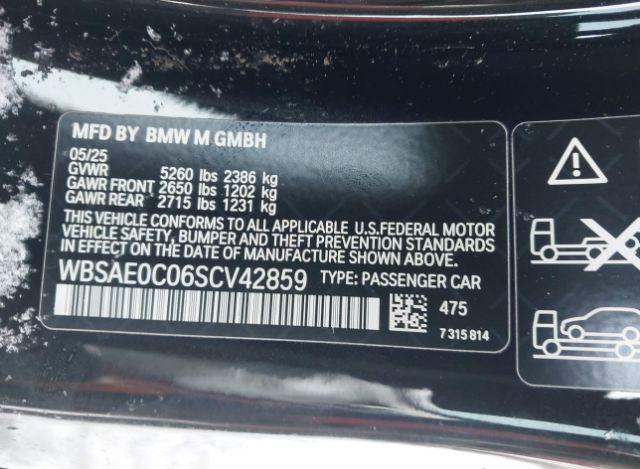 MFD BY BMW M GMBH
05/25
GVWR 5260 lbs 2386 kg
GAWR FRONT 2650 lbs 1202 kg
GAWR REAR 2715 lbs 1231 kg
THIS VEHICLE CONFORMS TO ALL APPLICABLE U.S.FEDERAL MOTOR
VEHICLE SAFETY, BUMPER AND THEFT PREVENTION STANDARDS
IN EFFECT ON THE DATE OF MANUFACTURE SHOWN ABOVE.
WBSAE0C06SCV42859 TYPE: PASSENGER CAR
475
7 315 814